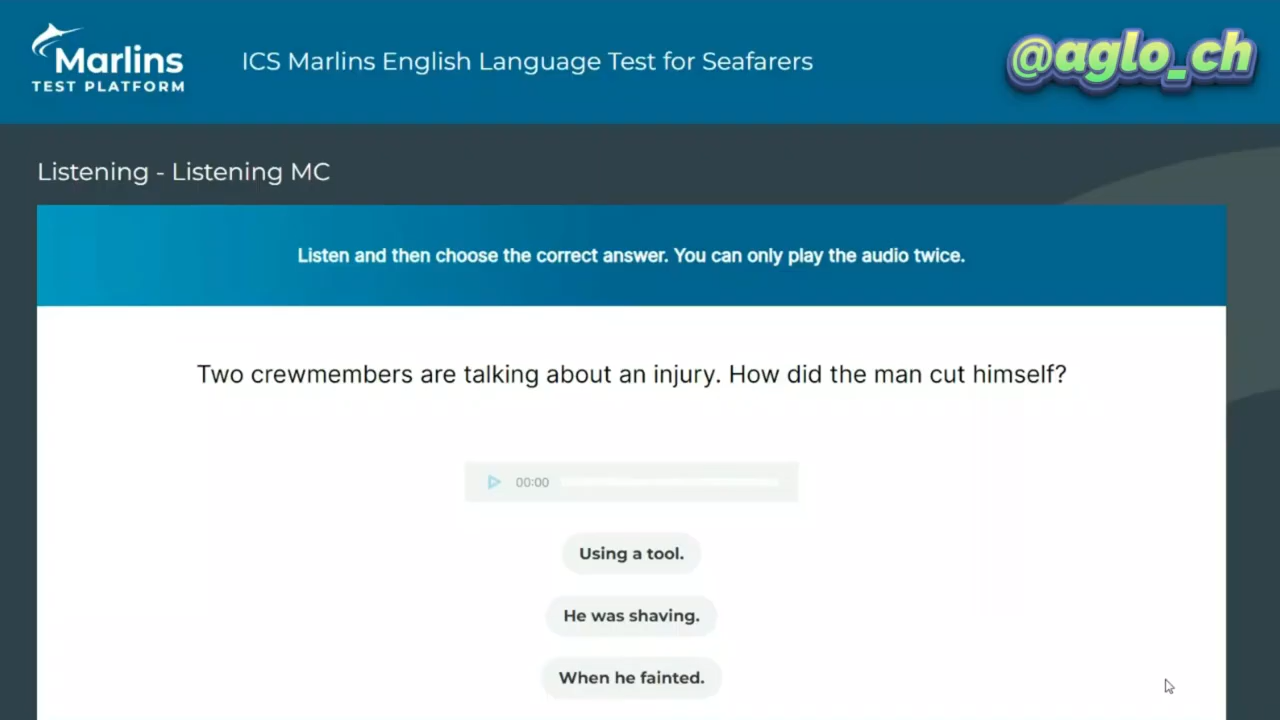 Marlins
TEST PLATFORM
ICS Marlins English Language Test for Seafarers
@aglo_ch
Listening - Listening MC
Listen and then choose the correct answer. You can only play the audio twice.
Two crewmembers are talking about an injury. How did the man cut himself?
00:00
Using a tool.
He was shaving.
When he fainted.